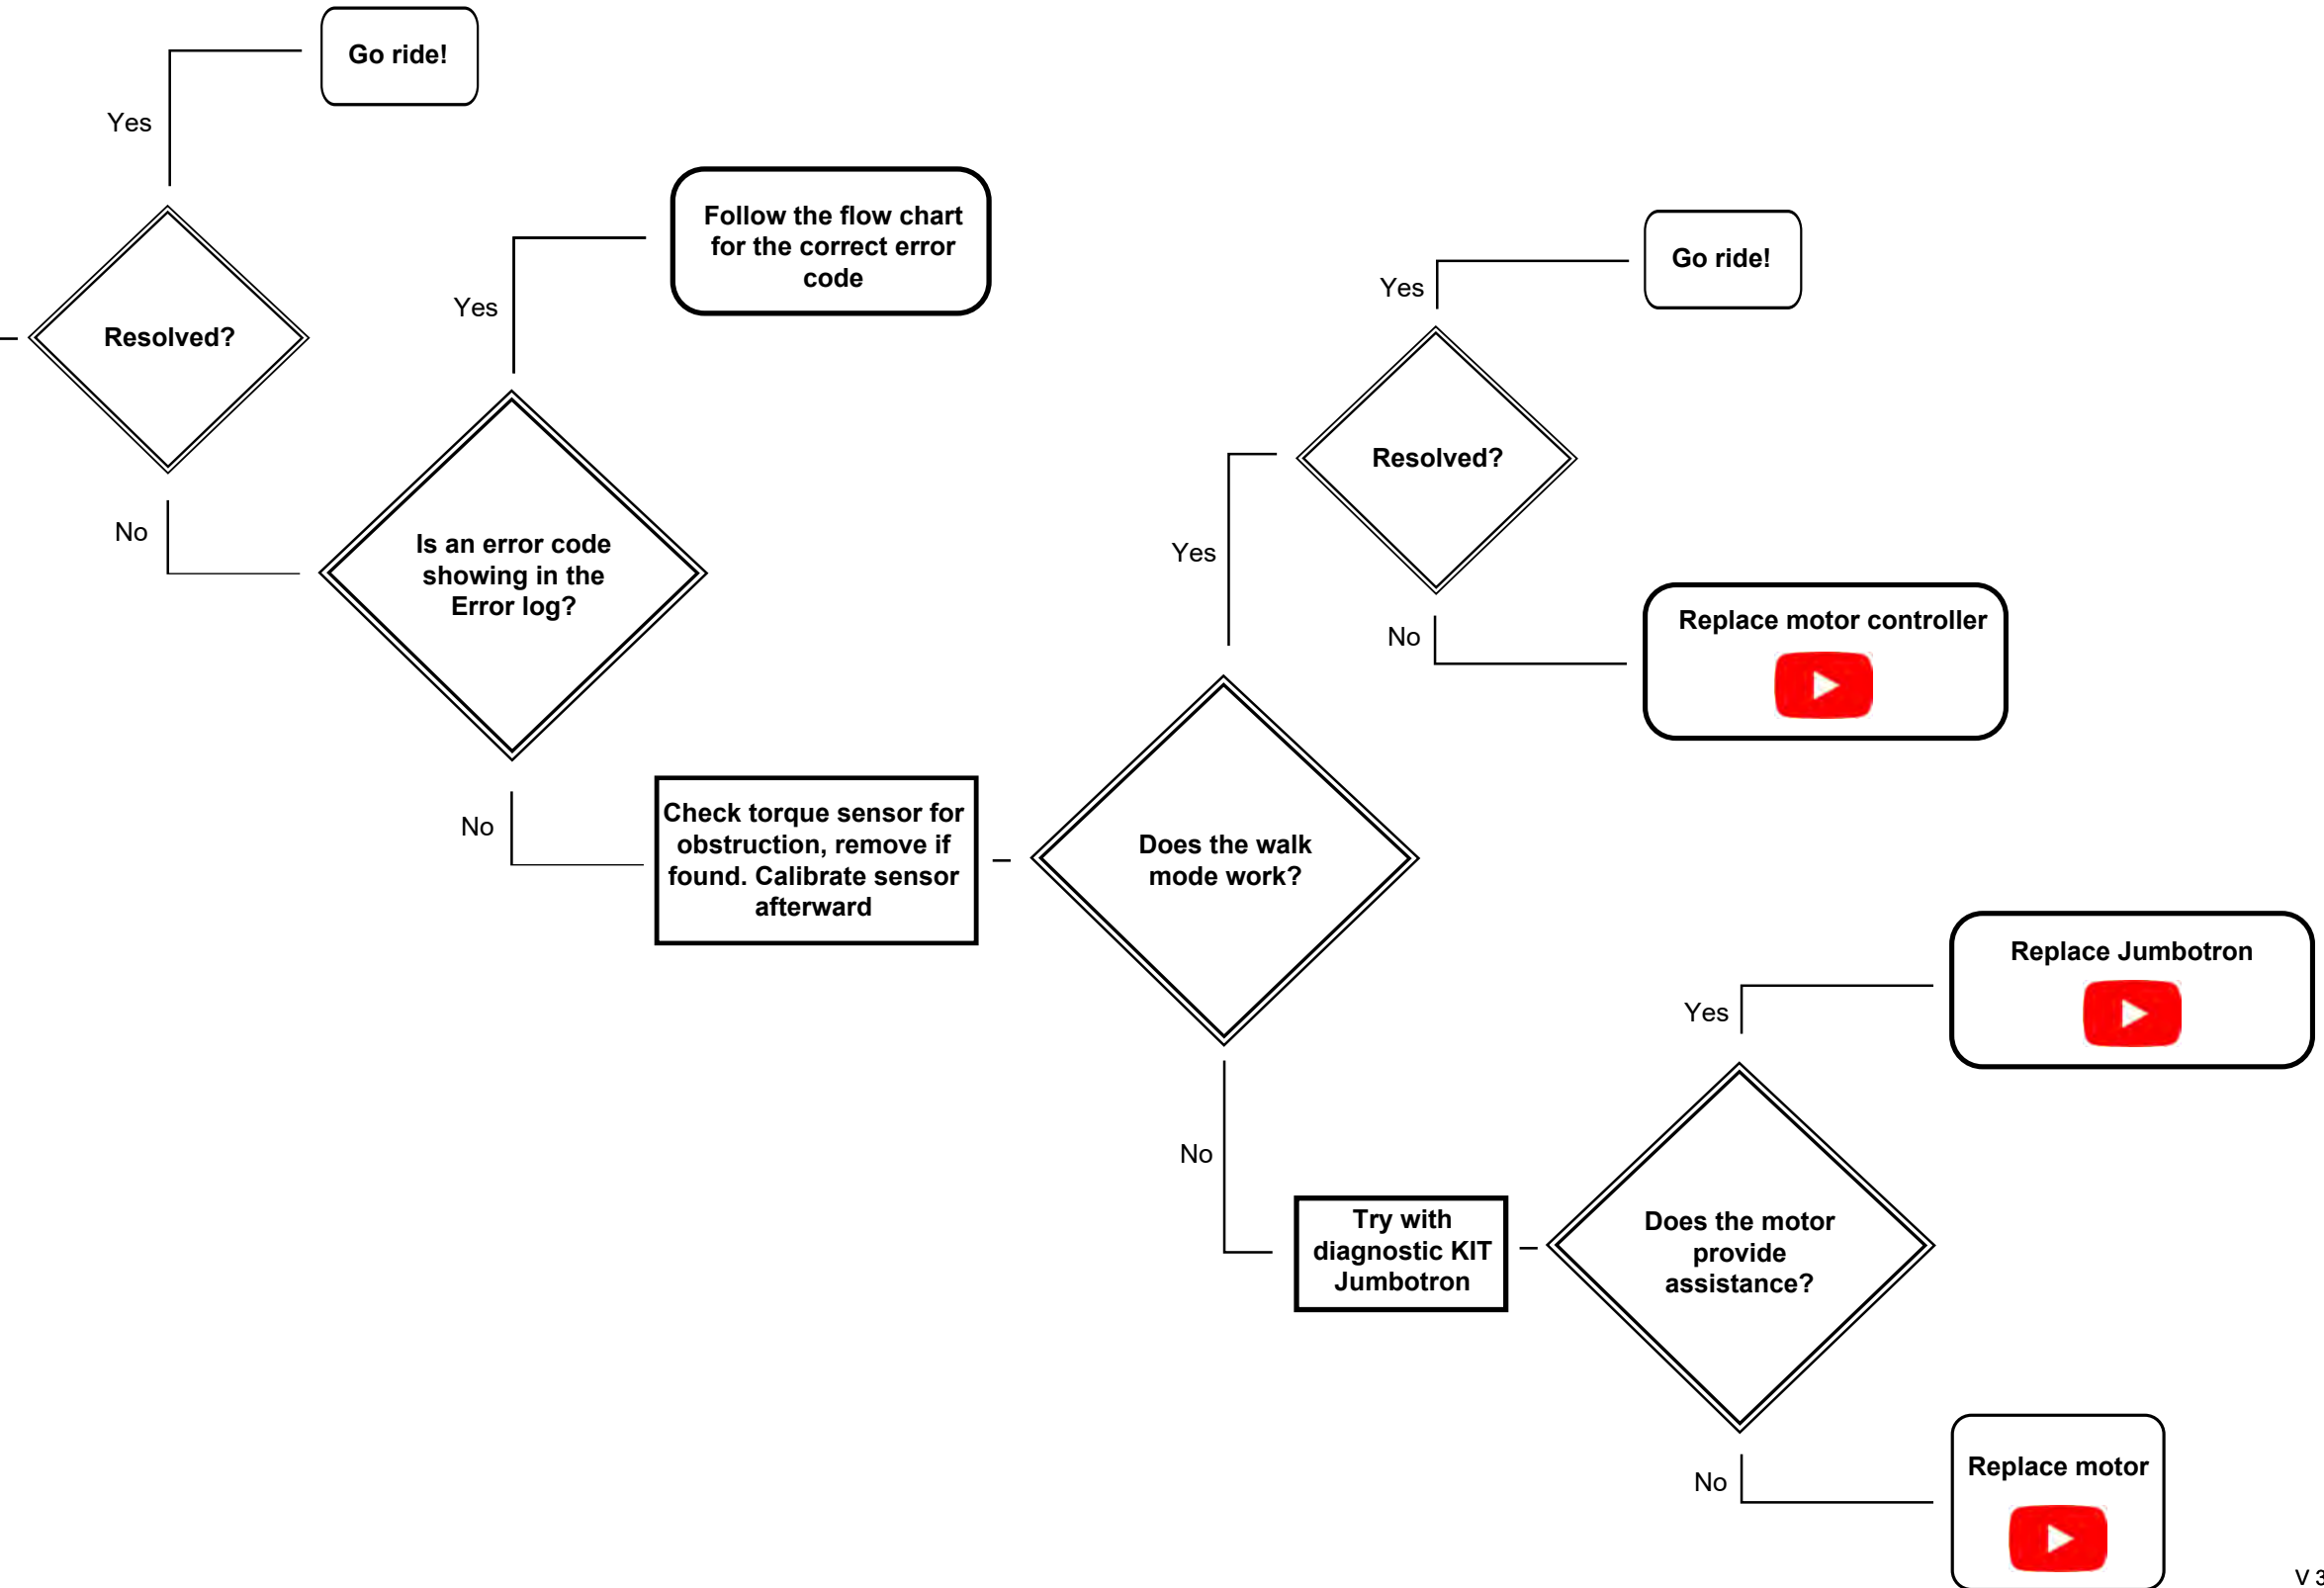 Go ride!
Yes
Resolved?
No
Follow the flow chart
for the correct error
code
Yes
Is an error code
showing in the
Error log?
No
Check torque sensor for
obstruction, remove if
found. Calibrate sensor
afterward
Go ride!
Yes
Resolved?
No
Replace motor controller
Yes
Does the walk
mode work?
No
Try with
diagnostic KIT
Jumbotron
Replace Jumbotron
Yes
Does the motor
provide
assistance?
No
Replace motor
V 3